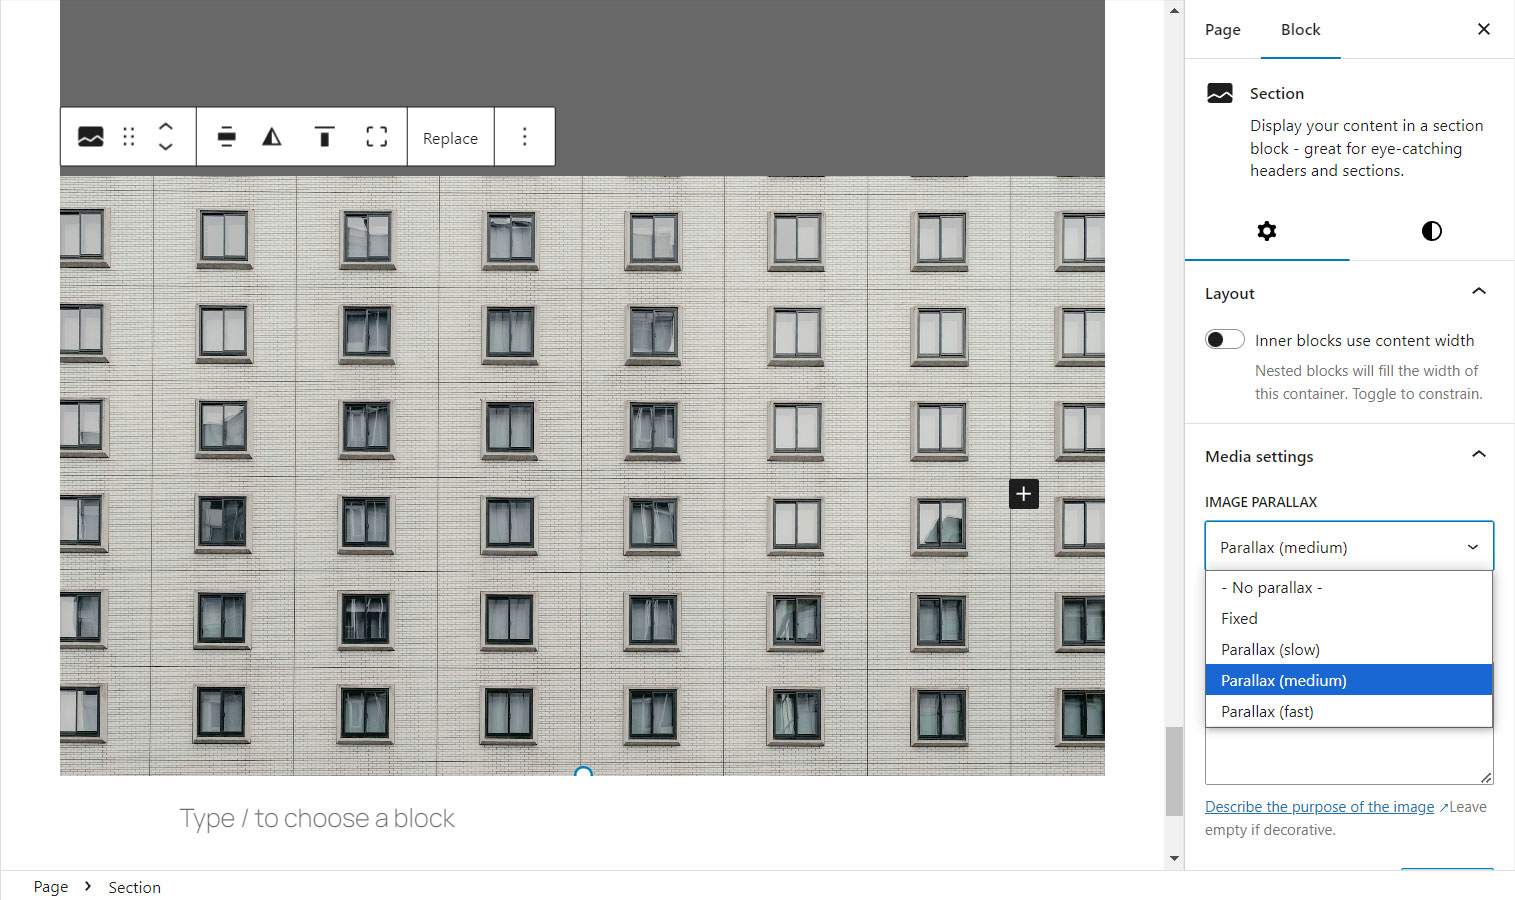 Page
Block
Section
Display your content in a section
block - great for eye-catching
headers and sections.
Replace
Layout
Inner blocks use content width
Nested blocks will fill the width of
this container. Toggle to constrain.
Media settings
IMAGE PARALLAX
Parallax (medium)
- No parallax -
Fixed
Parallax (slow)
Parallax (medium)
Parallax (fast)
Describe the purpose of the image ↗Leave
empty if decorative.
Type / to choose a block
Page > Section